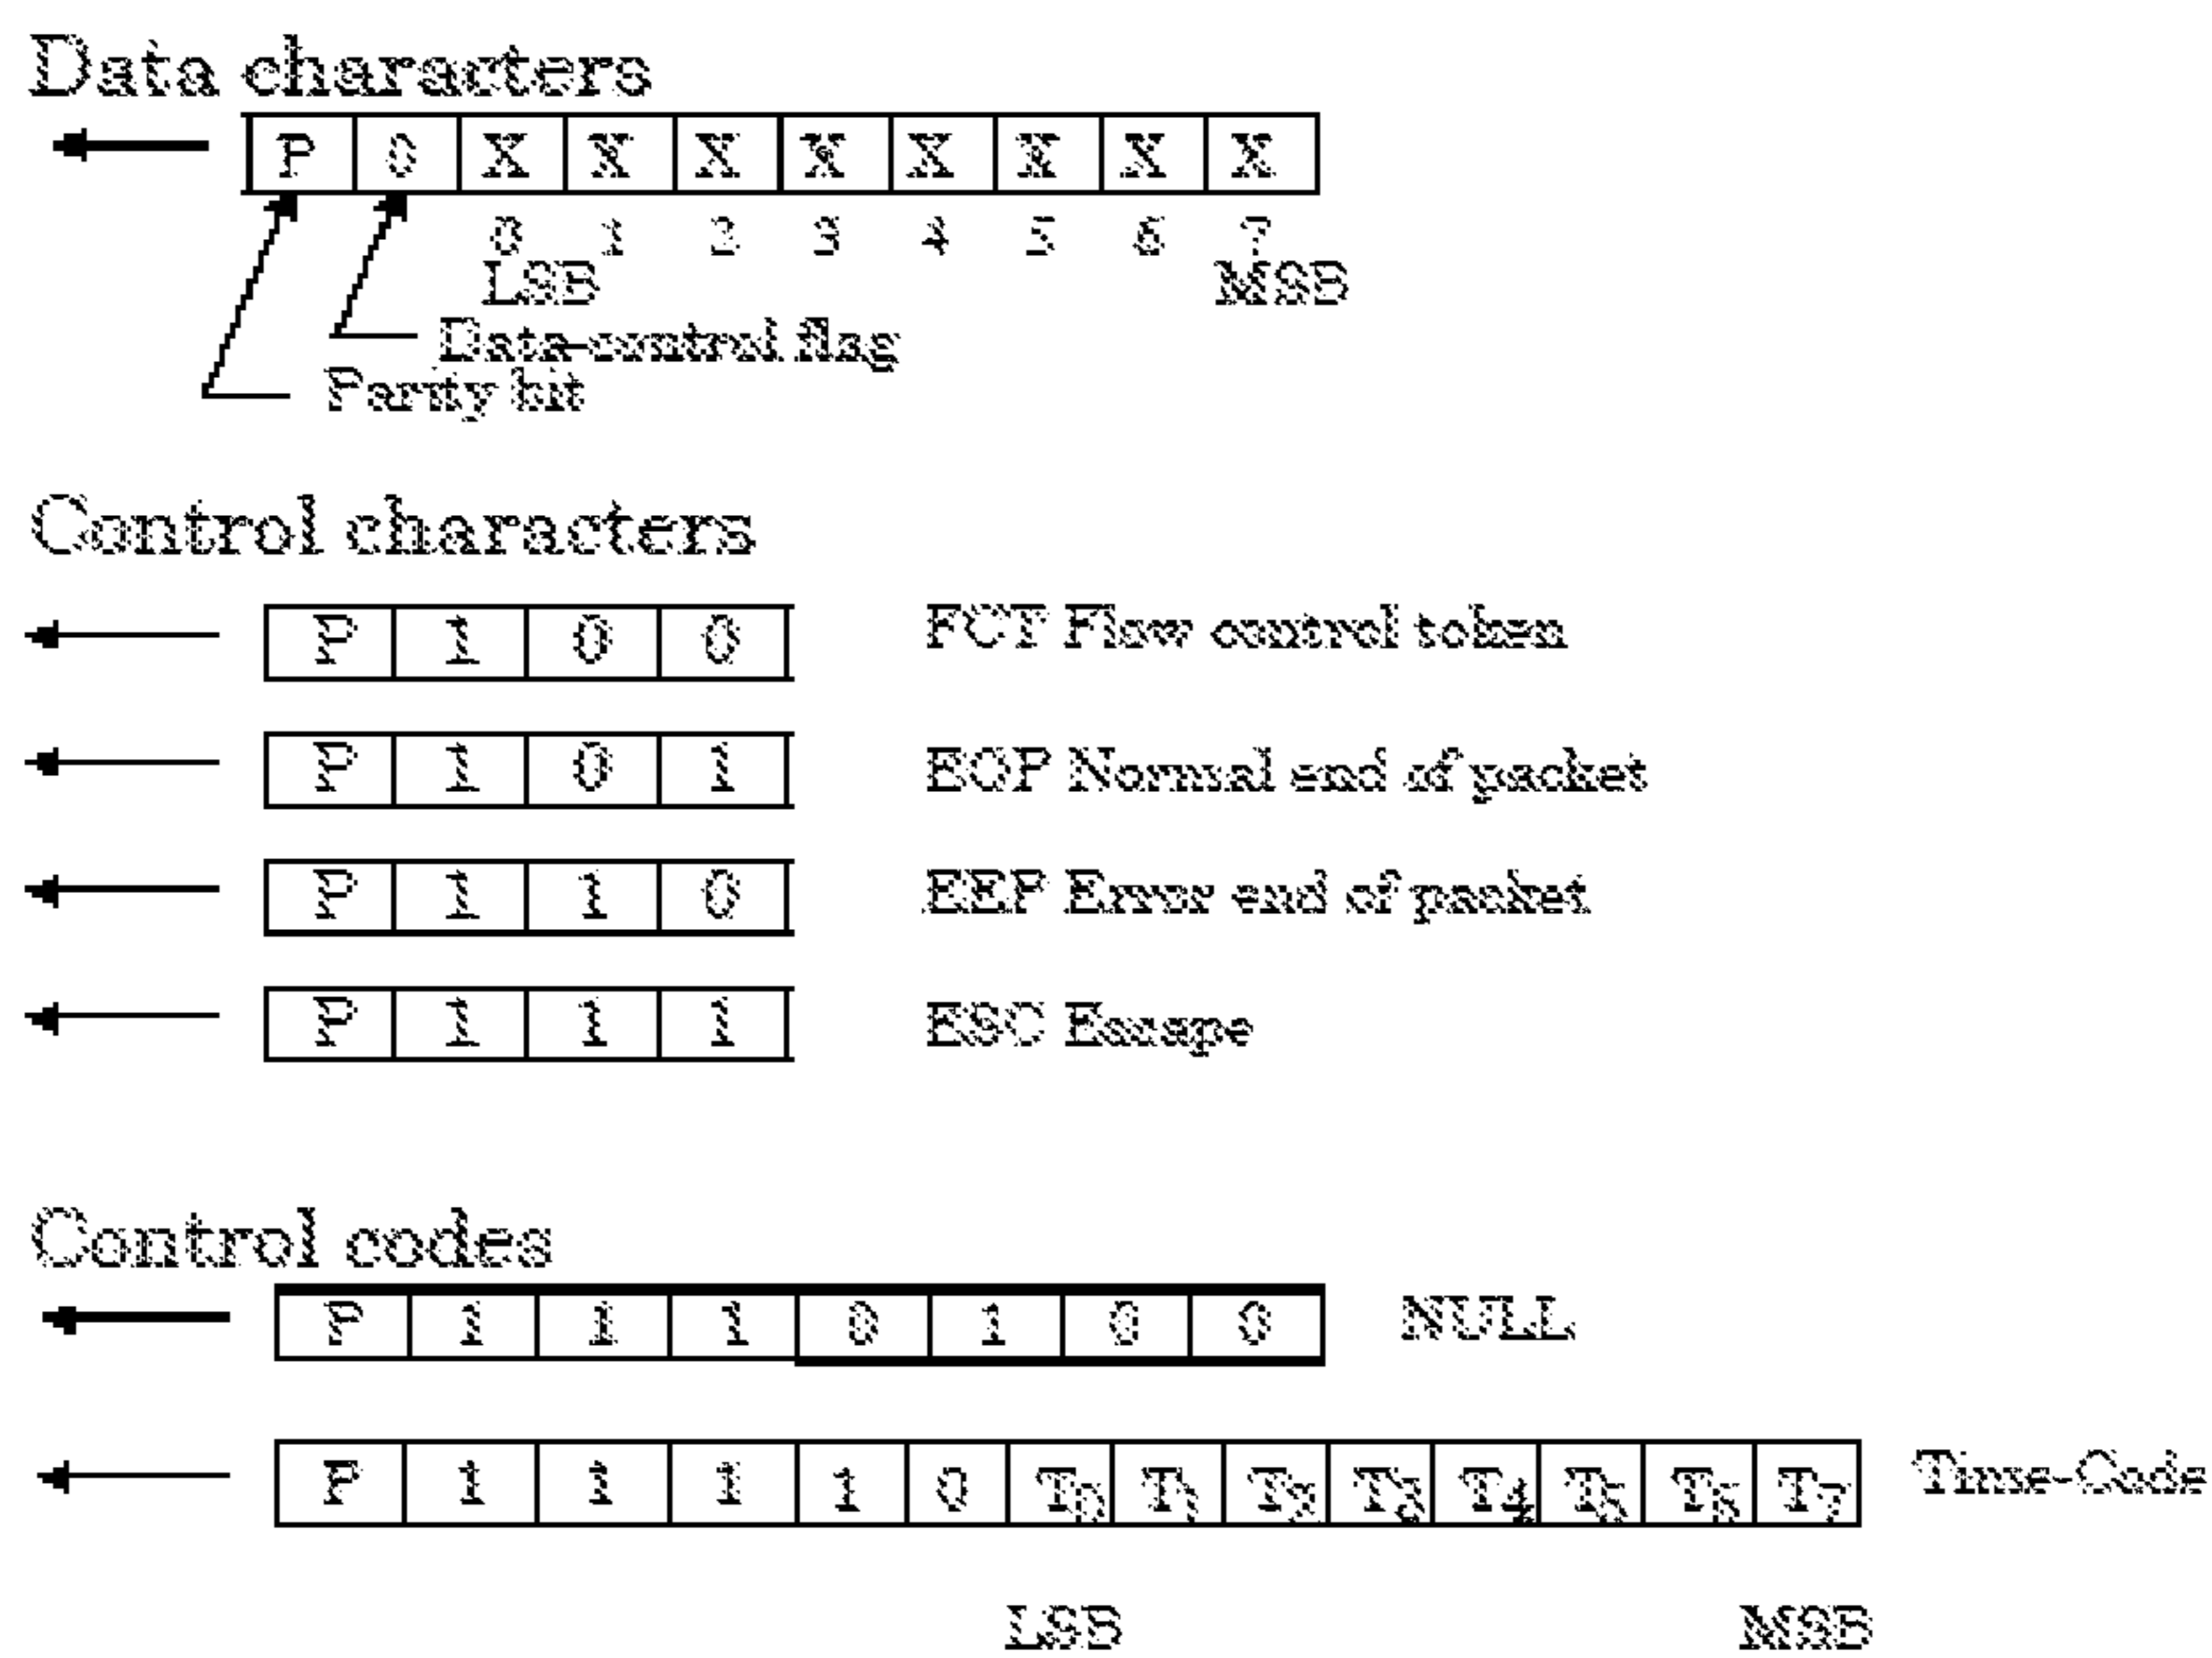 Data characters
P 0 X X X X X X X X
0 1 2 3 4 5 6 7
LSB MSB
Data-control flag
Parity bit
Control characters
P 1 0 0 FCT Flow control token
P 1 0 1 EOP Normal end of packet
P 1 1 0 EEP Error end of packet
P 1 1 1 ESC Escape
Control codes
P 1 1 1 0 1 0 0 NULL
P 1 1 1 1 0 T0 T1 T2 T3 T4 T5 T6 T7 Time-Code
LSB MSB